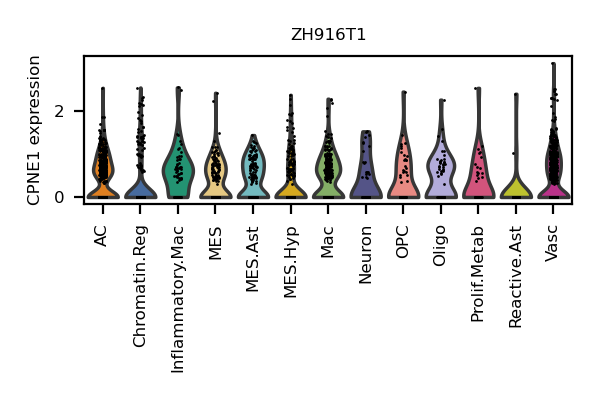 ZH916T1
CPNE1 expression
2
0
AC
Chromatin.Reg
Inflammatory.Mac
MES
MES.Ast
MES.Hyp
Mac
Neuron
OPC
Oligo
Prolif.Metab
Reactive.Ast
Vasc